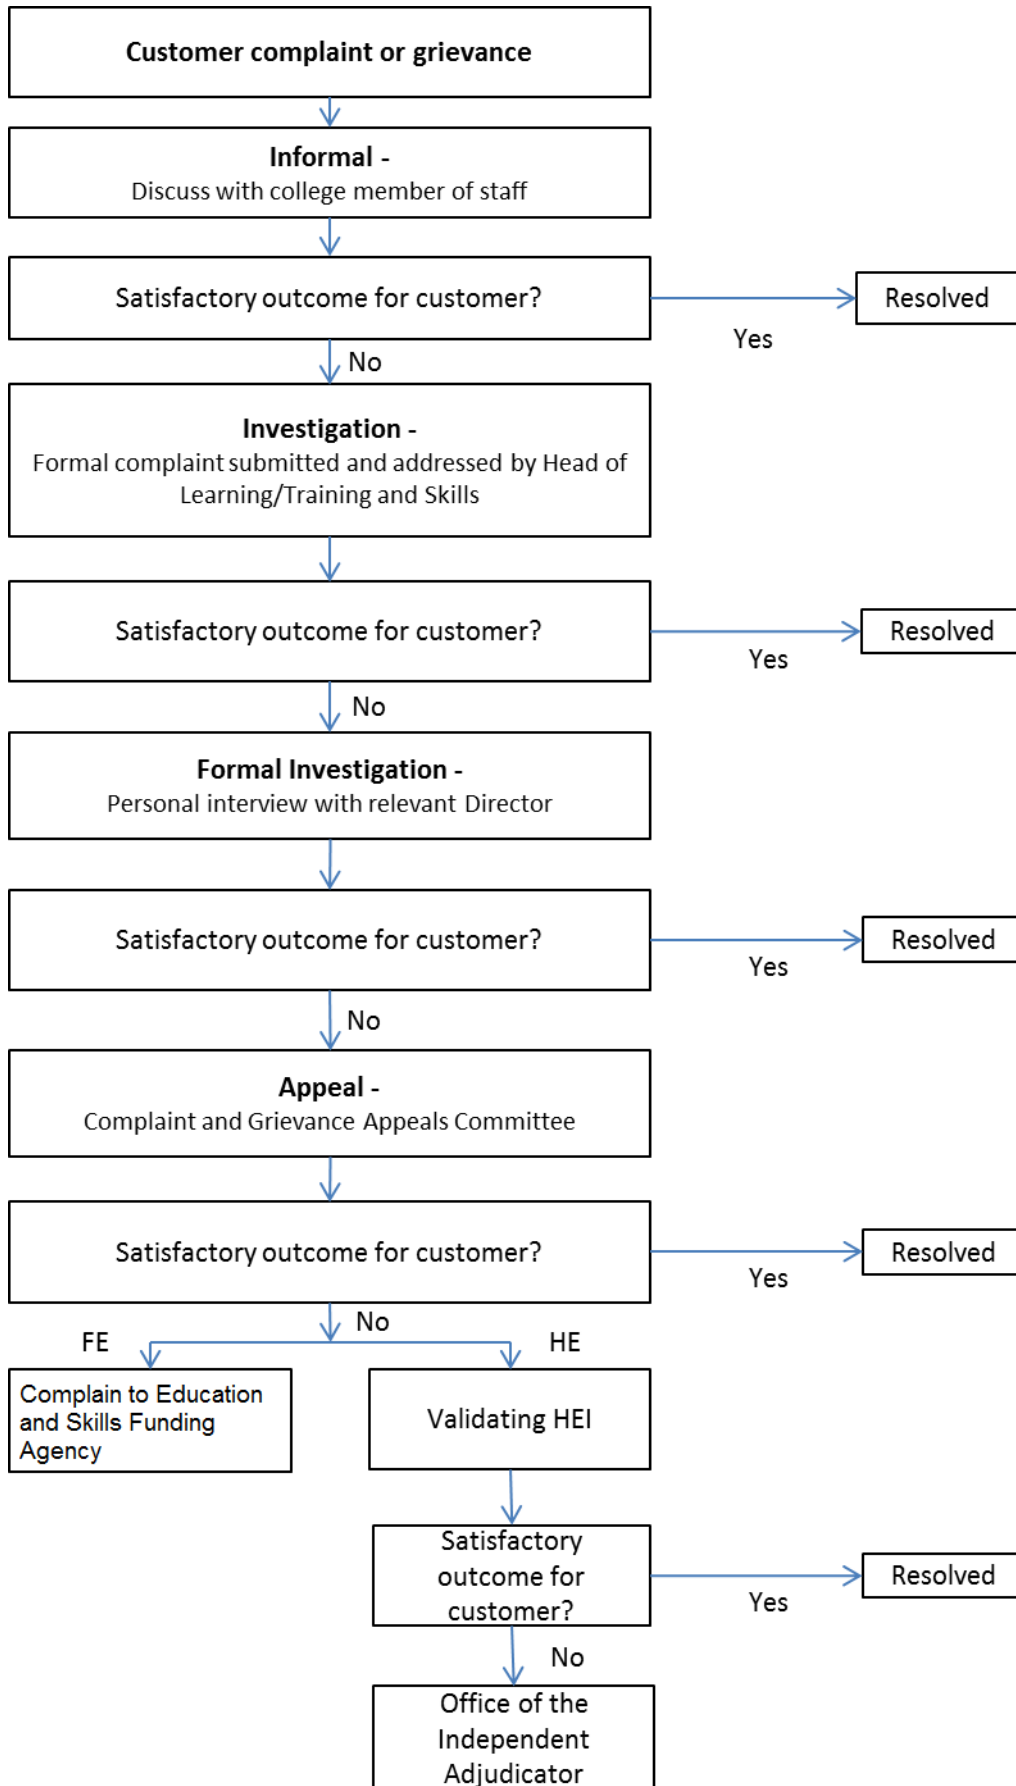 Customer complaint or grievance
Informal -
Discuss with college member of staff
Satisfactory outcome for customer?
Resolved
Yes
No
Investigation -
Formal complaint submitted and addressed by Head of
Learning/Training and Skills
Satisfactory outcome for customer?
Resolved
Yes
No
Formal Investigation -
Personal interview with relevant Director
Satisfactory outcome for customer?
Resolved
Yes
No
Appeal -
Complaint and Grievance Appeals Committee
Satisfactory outcome for customer?
Resolved
Yes
No
FE
HE
Complain to Education
and Skills Funding
Agency
Validating HEI
Satisfactory
outcome for
customer?
Resolved
Yes
No
Office of the
Independent
Adjudicator